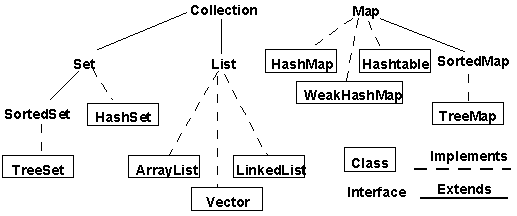 Collection
Map
Set
List
HashMap
Hashtable
SortedMap
WeakHashMap
SortedSet
HashSet
TreeMap
TreeSet
ArrayList
LinkedList
Vector
Class
Implements
Interface
Extends